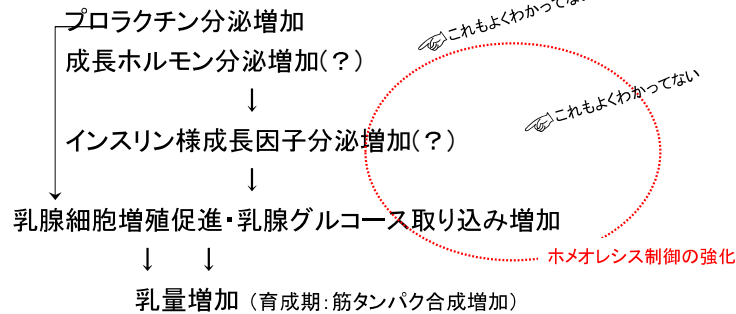 ☞これもよくわかってな
プロラクチン分泌増加
成長ホルモン分泌増加(？)
☞これもよくわかってない
↓
インスリン様成長因子分泌増加(？)
↓
乳腺細胞増殖促進・乳腺グルコース取り込み増加
ホメオレシス制御の強化
↓ ↓
乳量増加 (育成期：筋タンパク合成増加)